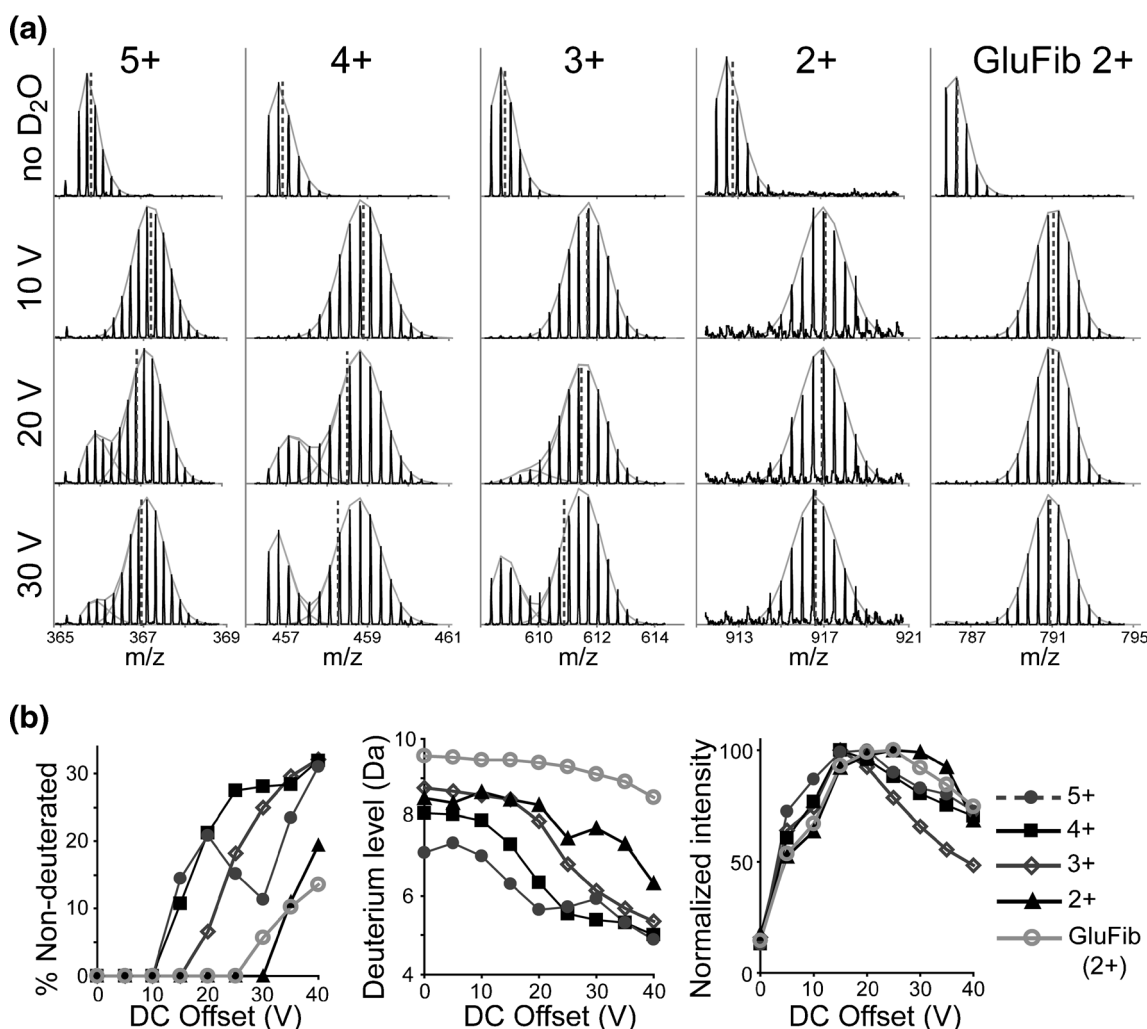 (a)
5+ 4+ 3+ 2+ GluFib 2+
no D₂O
10 V
20 V
30 V
365 367 369 457 459 461 610 612 614 913 917 921 787 791 795
m/z m/z m/z m/z m/z
(b)
% Non-deuterated
30
20
10
0
0 10 20 30 40
DC Offset (V)
Deuterium level (Da)
10
8
6
4
0 10 20 30 40
DC Offset (V)
Normalized intensity
100
50
0
0 10 20 30 40
DC Offset (V)
5+
4+
3+
2+
GluFib
(2+)